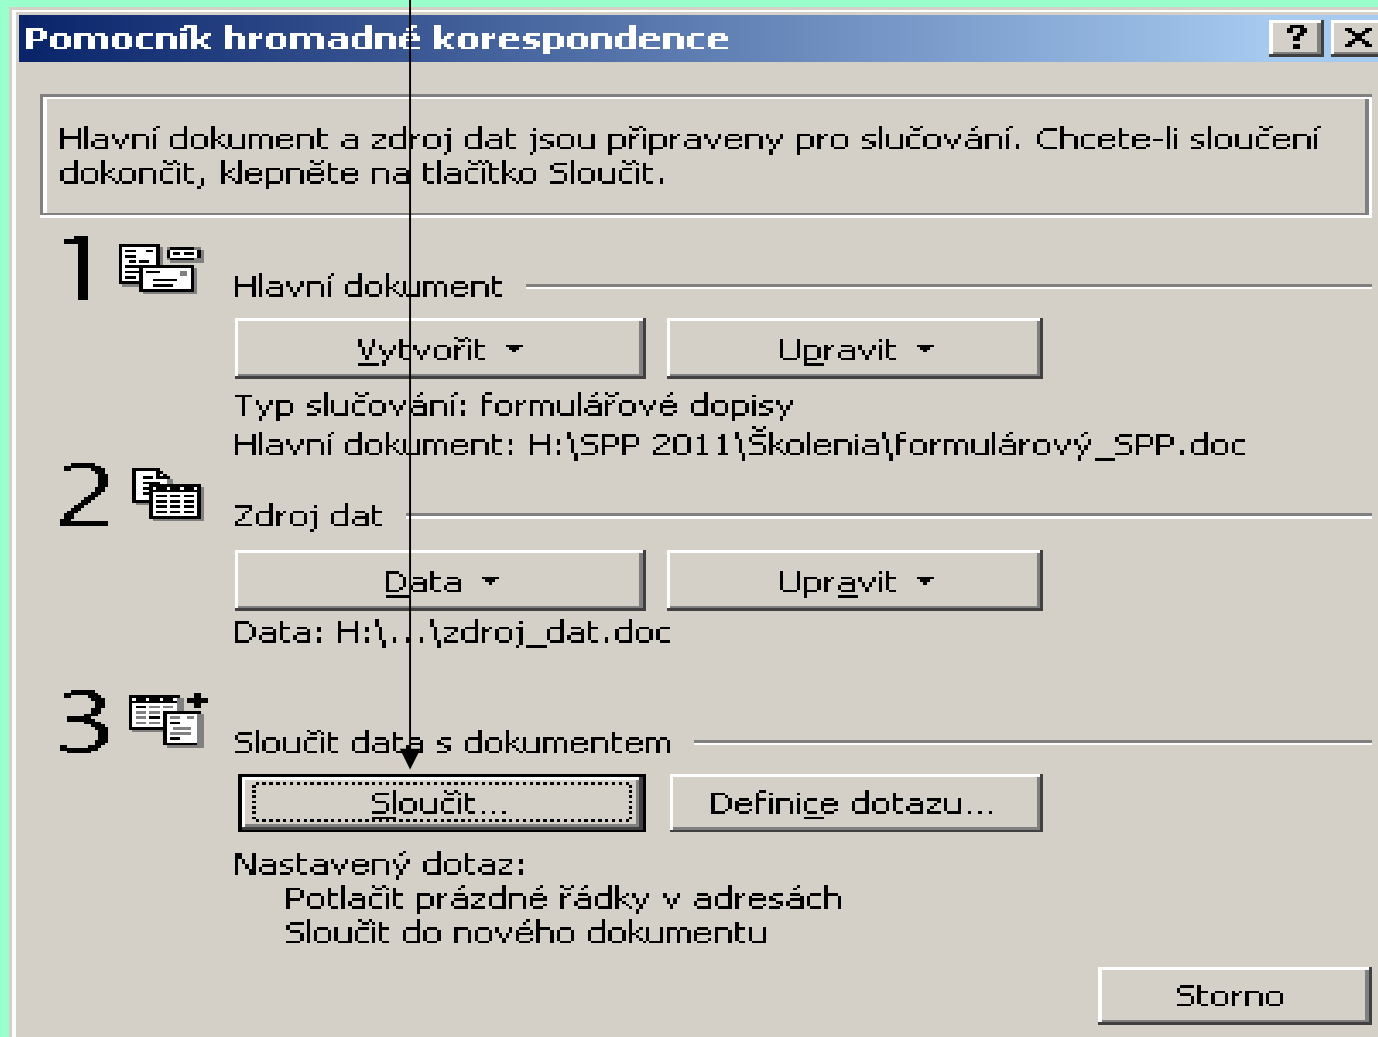 Pomocník hromadné korespondence
Hlavní dokument a zdroj dat jsou připraveny pro slučování. Chcete-li sloučení
dokončit, klepněte na tlačítko Sloučit.
1
Hlavní dokument
Vytvořit
Upravit
Typ slučování: formulářové dopisy
Hlavní dokument: H:\SPP 2011\Školenia\formulárový_SPP.doc
2
Zdroj dat
Data
Upravit
Data: H:\...\zdroj_dat.doc
3
Sloučit data s dokumentem
Sloučit...
Definice dotazu...
Nastavený dotaz:
Potlačit prázdné řádky v adresách
Sloučit do nového dokumentu
Storno